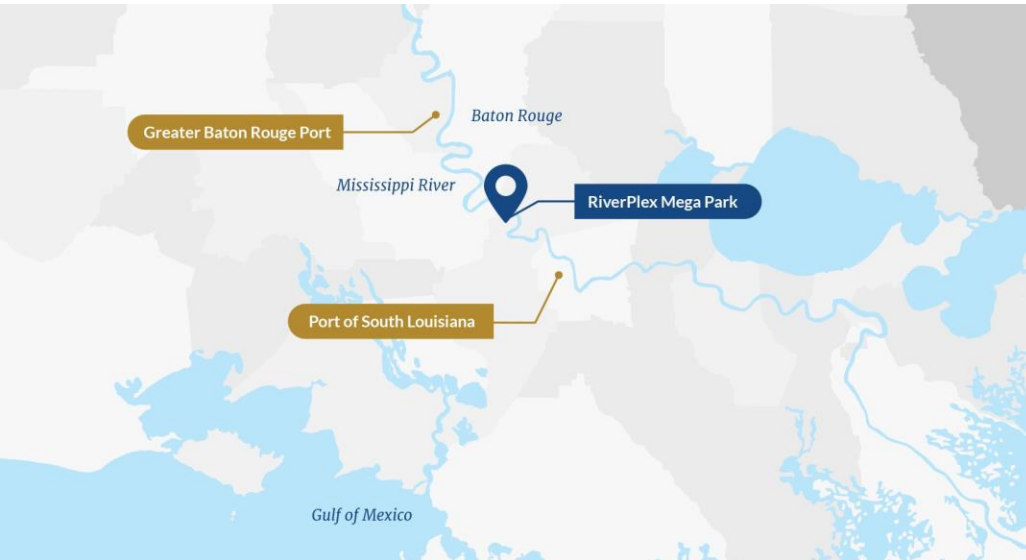 Baton Rouge
Greater Baton Rouge Port
Mississippi River
RiverPlex Mega Park
Port of South Louisiana
Gulf of Mexico